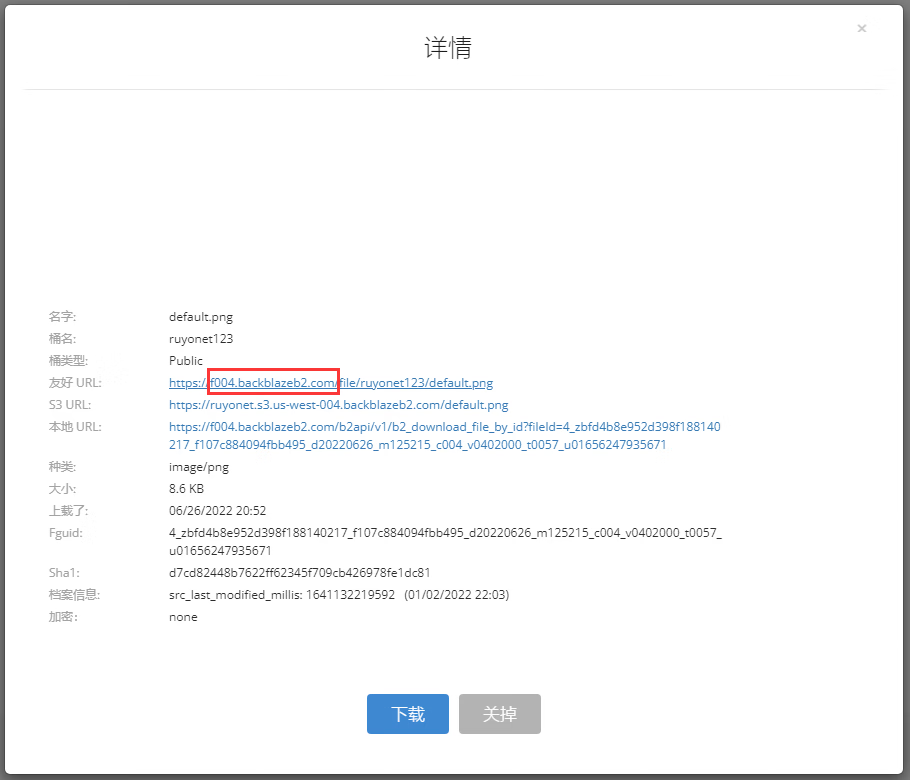 ×
详情
名字: default.png
桶名: ruyonet123
桶类型: Public
友好 URL: https://f004.backblazeb2.com/file/ruyonet123/default.png
S3 URL: https://ruyonet.s3.us-west-004.backblazeb2.com/default.png
本地 URL: https://f004.backblazeb2.com/b2api/v1/b2_download_file_by_id?fileId=4_zbfd4b8e952d398f188140
217_f107c884094fbb495_d20220626_m125215_c004_v0402000_t0057_u01656247935671
种类: image/png
大小: 8.6 KB
上载了: 06/26/2022 20:52
Fguid: 4_zbfd4b8e952d398f188140217_f107c884094fbb495_d20220626_m125215_c004_v0402000_t0057_
u01656247935671
Sha1: d7cd82448b7622ff62345f709cb426978fe1dc81
档案信息: src_last_modified_millis: 1641132219592 (01/02/2022 22:03)
加密: none
下载 关掉